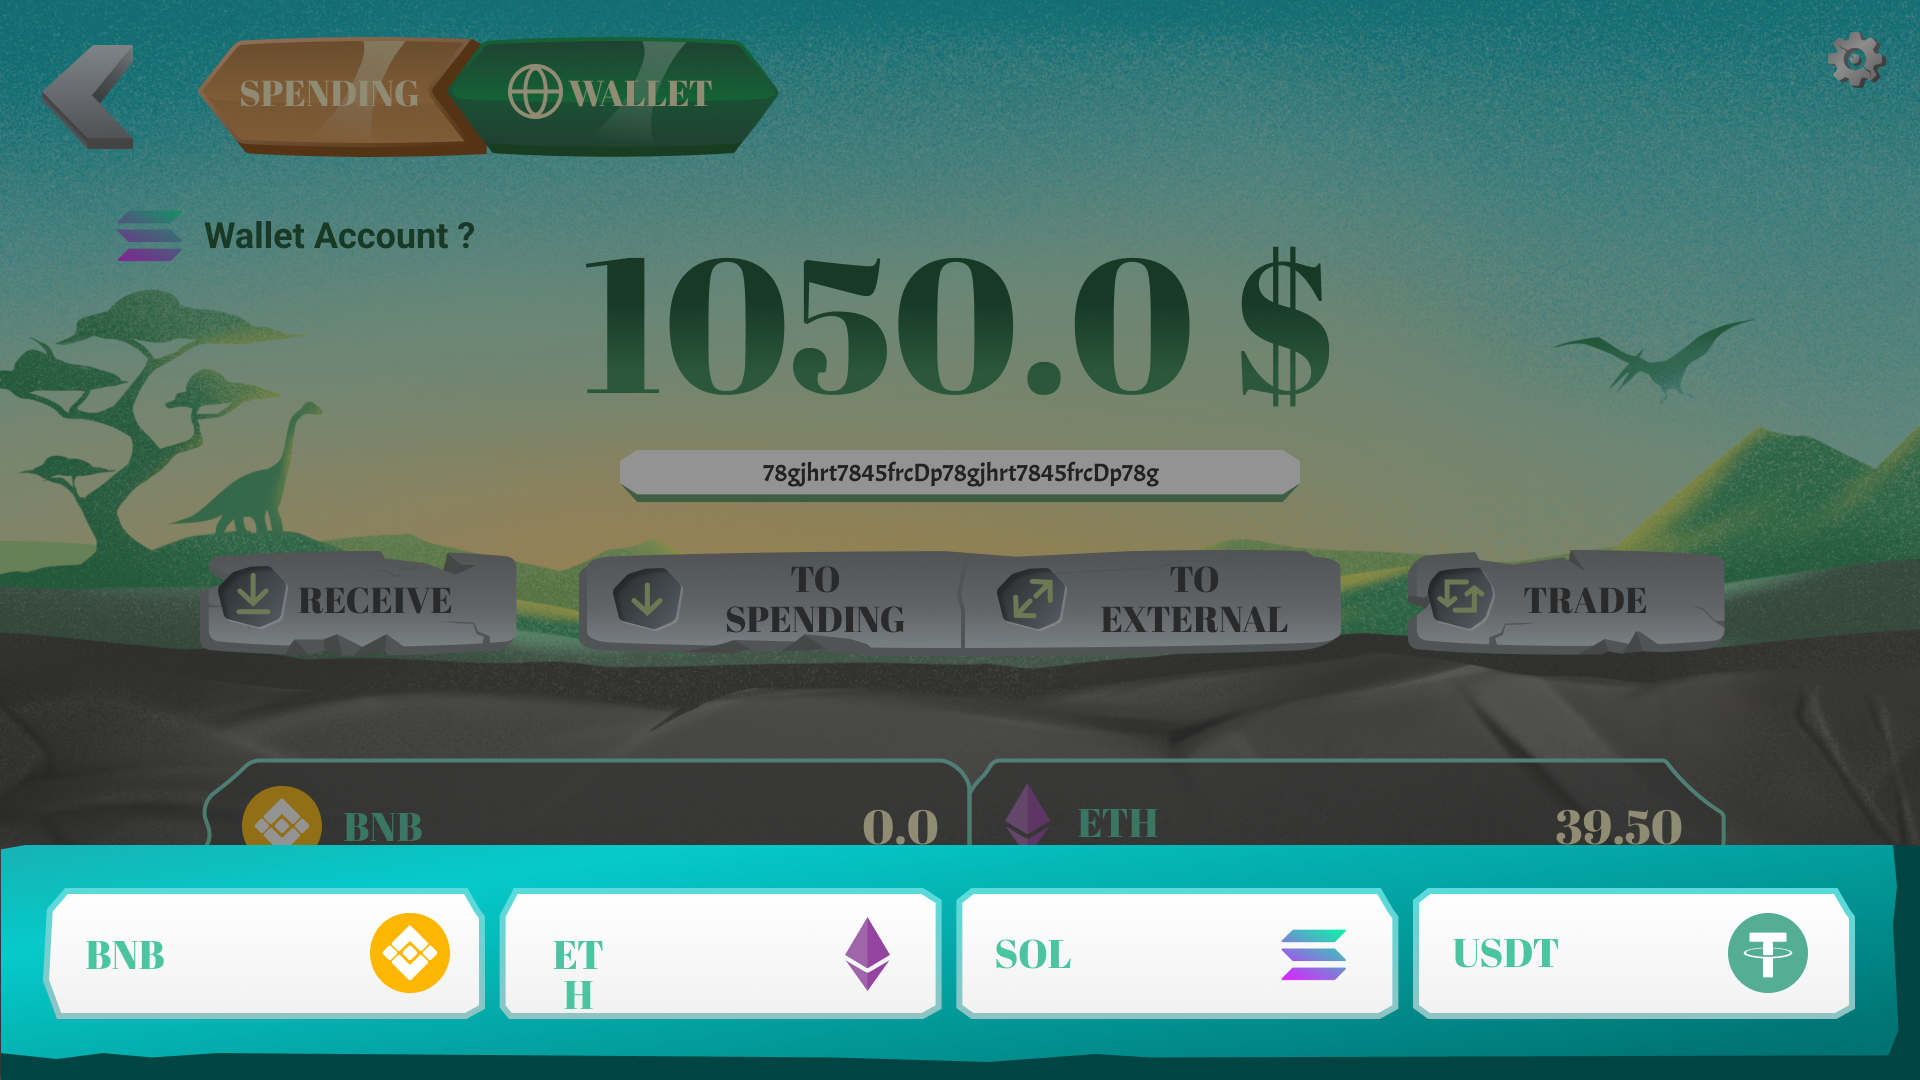 SPENDING
WALLET
Wallet Account ?
1050.0 $
78gjhrt7845frcDp78gjhrt7845frcDp78g
RECEIVE
TO
SPENDING
TO
EXTERNAL
TRADE
BNB
0.0
ETH
39.50
BNB
ET
H
SOL
USDT